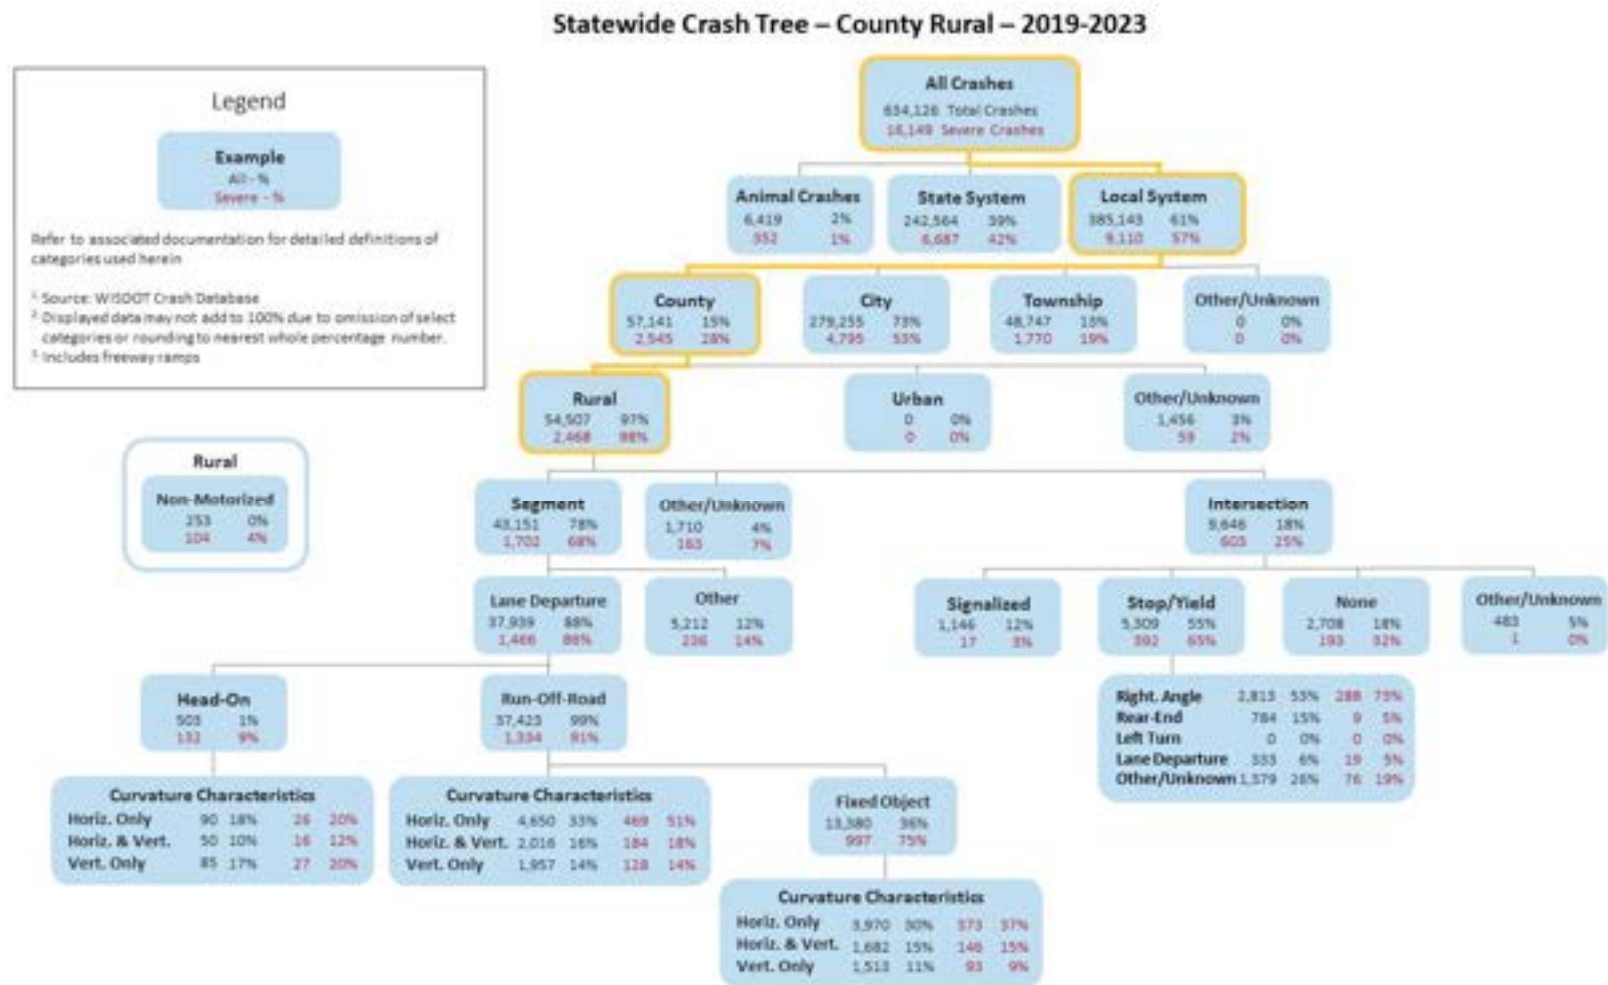 Statewide Crash Tree – County Rural – 2019-2023
Legend
Example
All - %
Severe - %
Refer to associated documentation for detailed definitions of
categories used herein
1. Source: WISDOT Crash Database
2. Displayed data may not add to 100% due to omission of select
categories or rounding to nearest whole percentage number.
3. Includes freeway ramps
All Crashes
634,126 Total Crashes
16,149 Severe Crashes
Animal Crashes
6,419 2%
352 1%
State System
242,564 39%
6,687 42%
Local System
385,143 61%
9,110 57%
County
57,141 15%
2,545 28%
City
279,255 73%
4,795 53%
Township
48,747 13%
1,770 19%
Other/Unknown
0 0%
0 0%
Rural
54,507 97%
2,468 98%
Urban
0 0%
0 0%
Other/Unknown
1,456 3%
59 2%
Rural
Non-Motorized
253 0%
104 4%
Segment
43,151 78%
1,702 68%
Other/Unknown
1,710 4%
163 7%
Intersection
9,646 18%
603 25%
Lane Departure
37,939 88%
1,466 86%
Other
5,212 12%
236 14%
Signalized
1,146 12%
17 3%
Stop/Yield
5,309 55%
392 65%
None
2,708 18%
193 32%
Other/Unknown
483 5%
1 0%
Head-On
503 1%
132 9%
Run-Off-Road
37,423 99%
1,334 91%
Right. Angle 2,813 53% 288 73%
Rear-End 784 15% 9 5%
Left Turn 0 0% 0 0%
Lane Departure 333 6% 19 5%
Other/Unknown 1,379 26% 76 19%
Curvature Characteristics
Horiz. Only 90 18% 26 20%
Horiz. & Vert. 50 10% 16 12%
Vert. Only 85 17% 27 20%
Curvature Characteristics
Horiz. Only 4,650 33% 469 51%
Horiz. & Vert. 2,016 16% 184 18%
Vert. Only 1,957 14% 128 14%
Fixed Object
13,380 36%
997 75%
Curvature Characteristics
Horiz. Only 3,970 30% 373 37%
Horiz. & Vert. 1,682 15% 146 15%
Vert. Only 1,513 11% 93 9%